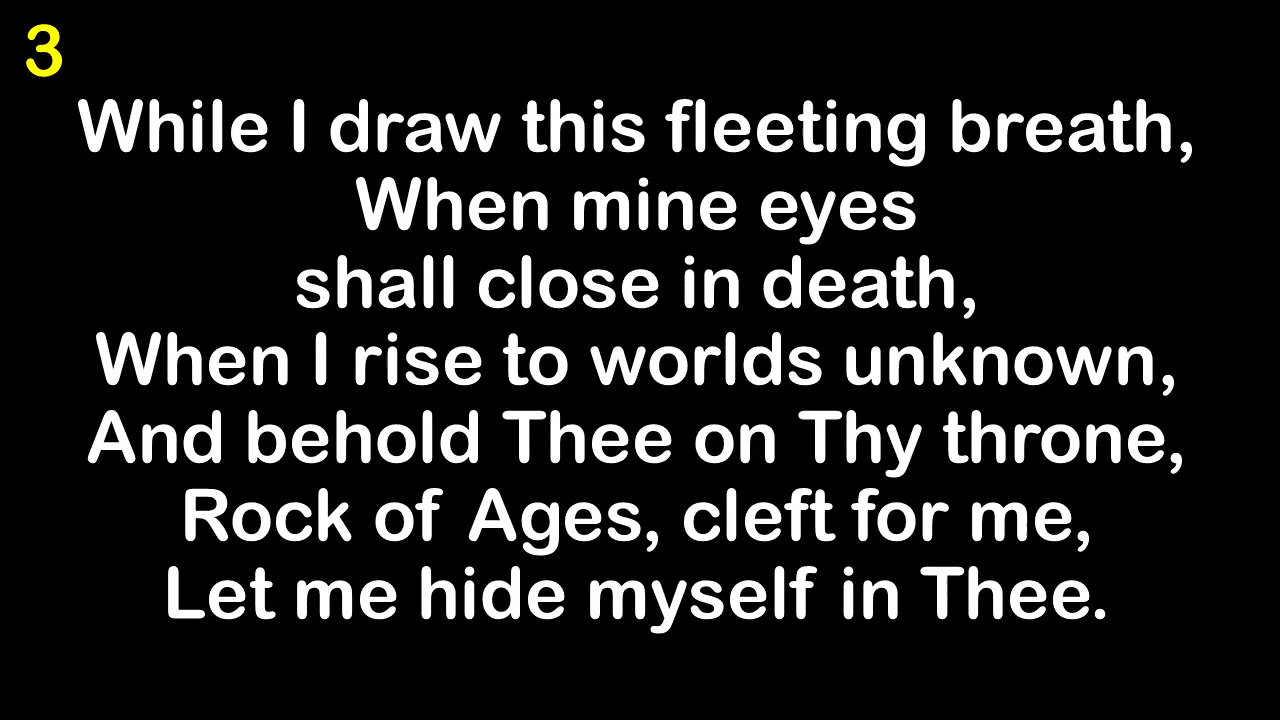 3
While I draw this fleeting breath,
When mine eyes
shall close in death,
When I rise to worlds unknown,
And behold Thee on Thy throne,
Rock of Ages, cleft for me,
Let me hide myself in Thee.